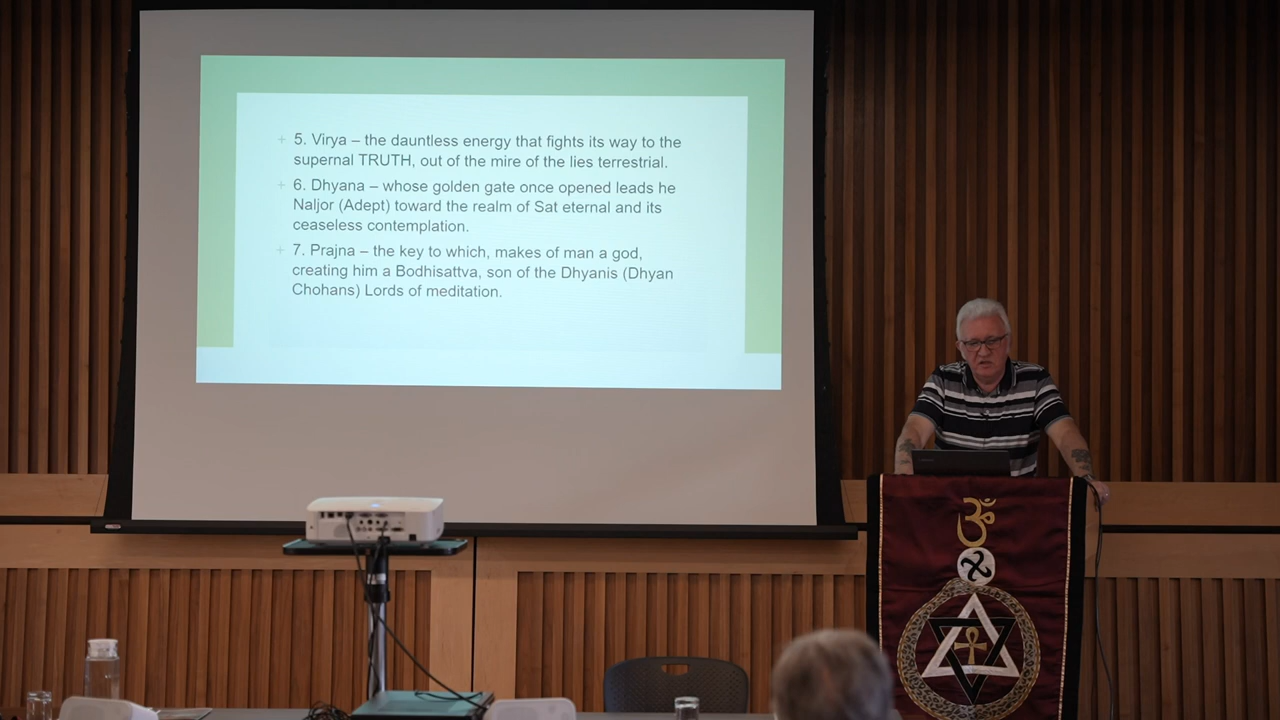 5. Virya – the dauntless energy that fights its way to the
supernal TRUTH, out of the mire of the lies terrestrial.
6. Dhyana – whose golden gate once opened leads he
Naljor (Adept) toward the realm of Sat eternal and its
ceaseless contemplation.
7. Prajna – the key to which, makes of man a god,
creating him a Bodhisattva, son of the Dhyanis (Dhyan
Chohans) Lords of meditation.
ॐ